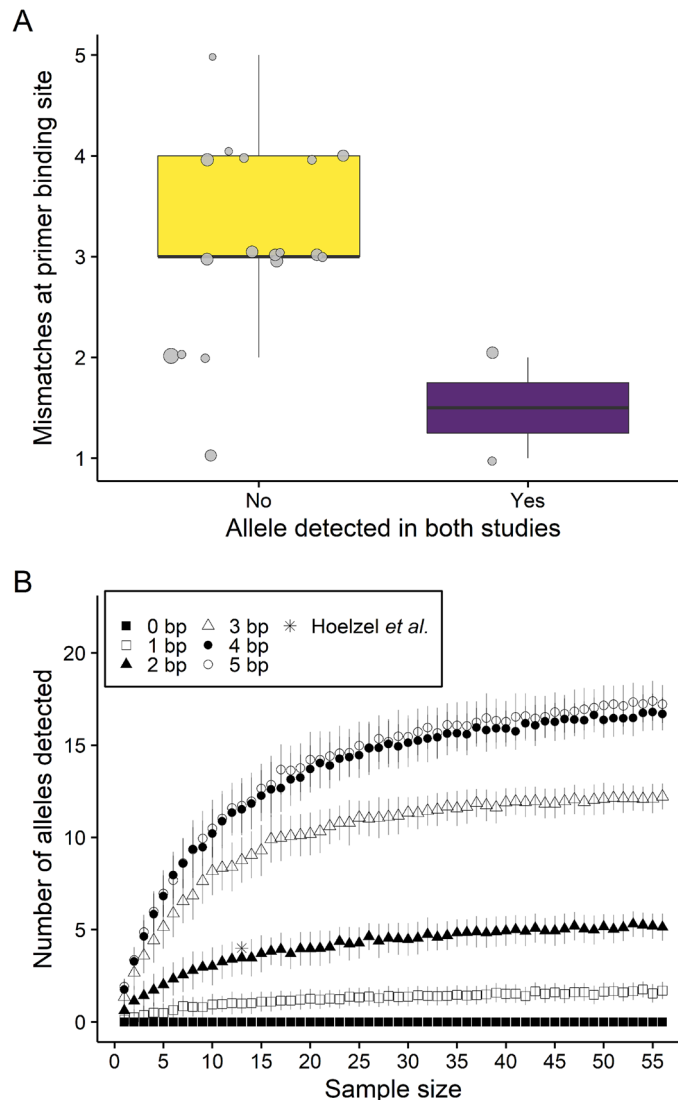 A
Mismatches at primer binding site
5
4
3
2
1
No
Yes
Allele detected in both studies
B
0 bp
3 bp
Hoelzel et al.
1 bp
4 bp
2 bp
5 bp
Number of alleles detected
20
15
10
5
0
0 5 10 15 20 25 30 35 40 45 50 55
Sample size